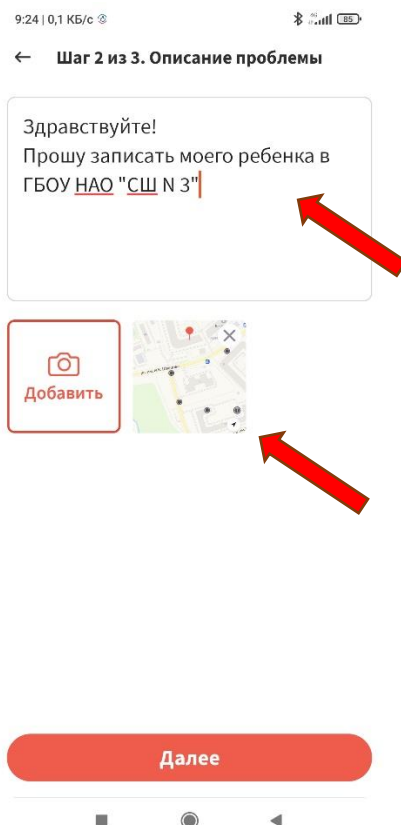 9:24 | 0,1 КБ/с
85
Шаг 2 из 3. Описание проблемы
Здравствуйте!
Прошу записать моего ребенка в
ГБОУ НАО "СШ N 3"
Добавить
Далее